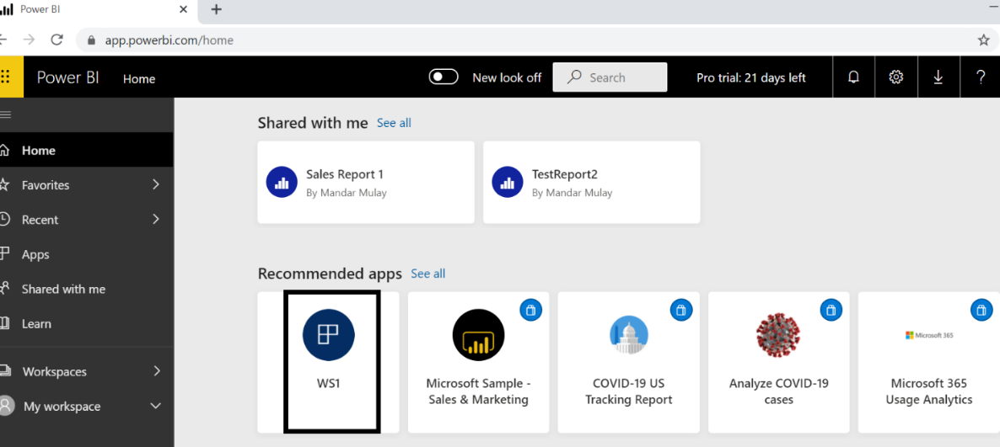 Power BI
app.powerbi.com/home
Power BI Home New look off Search Pro trial: 21 days left ?
Home
Favorites
Recent
Apps
Shared with me
Learn
Workspaces
My workspace
Shared with me See all
Sales Report 1
By Mandar Mulay
TestReport2
By Mandar Mulay
Recommended apps See all
WS1
Microsoft Sample -
Sales & Marketing
COVID-19 US
Tracking Report
Analyze COVID-19
cases
Microsoft 365
Microsoft 365
Usage Analytics